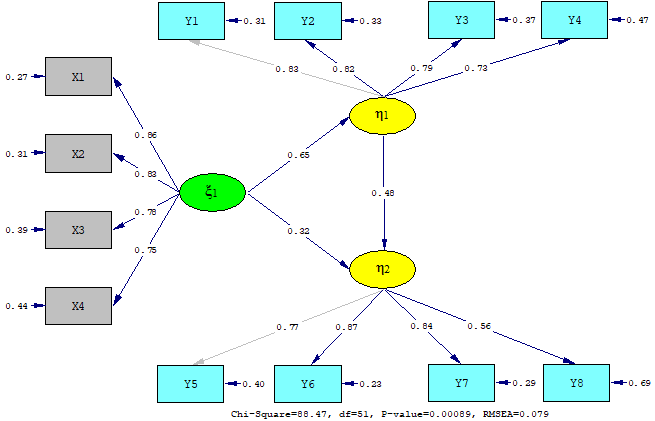 Y1 0.31 Y2 0.33 Y3 0.37 Y4 0.47
0.27 X1 0.83 0.82 0.79 0.73
η1
0.86
0.31 X2 0.65
0.83
ξ1 0.48
0.78
0.39 X3 0.32
0.75
η2
0.44 X4
0.77 0.87 0.84 0.56
Y5 0.40 Y6 0.23 Y7 0.29 Y8 0.69
Chi-Square=88.47, df=51, P-value=0.00089, RMSEA=0.079